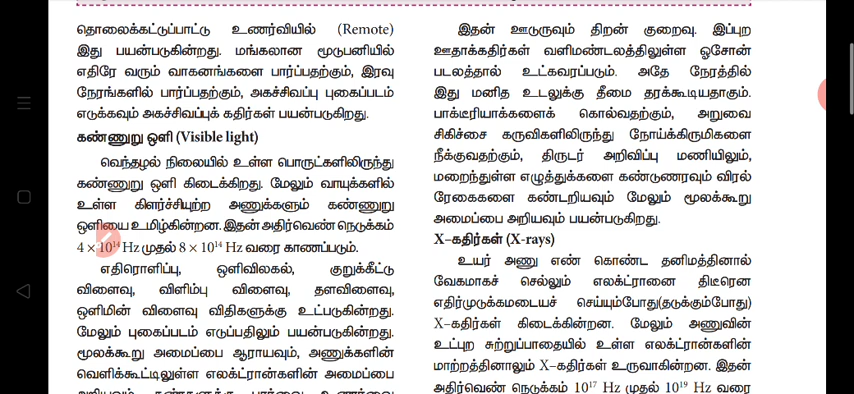 தொலைக்கட்டுப்பாட்டு உணர்வியில் (Remote)
இது பயன்படுகின்றது. மங்கலான மூடுபனியில்
எதிரே வரும் வாகனங்களை பார்ப்பதற்கும், இரவு
நேரங்களில் பார்ப்பதற்கும், அகச்சிவப்பு புகைப்படம்
எடுக்கவும் அகச்சிவப்புக் கதிர்கள் பயன்படுகிறது.
கண்ணுறு ஒளி (Visible light)
வெந்தழல் நிலையில் உள்ள பொருட்களிலிருந்து
கண்ணுறு ஒளி கிடைக்கிறது. மேலும் வாயுக்களில்
உள்ள கிளர்ச்சியுற்ற அணுக்களும் கண்ணுறு
ஒளியை உமிழ்கின்றன. இதன் அதிர்வெண் நெடுக்கம்
4 × 10¹⁴ Hz முதல் 8 × 10¹⁴ Hz வரை காணப்படும்.
எதிரொளிப்பு, ஒளிவிலகல், குறுக்கீட்டு
விளைவு, விளிம்பு விளைவு, தளவிளைவு,
ஒளிமின் விளைவு விதிகளுக்கு உட்படுகின்றது.
மேலும் புகைப்படம் எடுப்பதிலும் பயன்படுகின்றது.
மூலக்கூறு அமைப்பை ஆராயவும், அணுக்களின்
வெளிக்கூட்டிலுள்ள எலக்ட்ரான்களின் அமைப்பை
இதன் ஊடுருவும் திறன் குறைவு. இப்புற
ஊதாக்கதிர்கள் வளிமண்டலத்திலுள்ள ஓசோன்
படலத்தால் உட்கவரப்படும். அதே நேரத்தில்
இது மனித உடலுக்கு தீமை தரக்கூடியதாகும்.
பாக்டீரியாக்களைக் கொல்வதற்கும், அறுவை
சிகிச்சை கருவிகளிலிருந்து நோய்க்கிருமிகளை
நீக்குவதற்கும், திருடர் அறிவிப்பு மணியிலும்,
மறைந்துள்ள எழுத்துக்களை கண்டுணரவும் விரல்
ரேகைகளை கண்டறியவும் மேலும் மூலக்கூறு
அமைப்பை அறியவும் பயன்படுகிறது.
X–கதிர்கள் (X-rays)
உயர் அணு எண் கொண்ட தனிமத்தினால்
வேகமாகச் செல்லும் எலக்ட்ரானை திடீரென
எதிர்முடுக்கமடையச் செய்யும்போது(தடுக்கும்போது)
X–கதிர்கள் கிடைக்கின்றன. மேலும் அணுவின்
உட்புற சுற்றுப்பாதையில் உள்ள எலக்ட்ரான்களின்
மாற்றத்தினாலும் X–கதிர்கள் உருவாகின்றன. இதன்
அதிர்வெண் நெடுக்கம் 10¹⁷ Hz முதல் 10¹⁹ Hz வரை